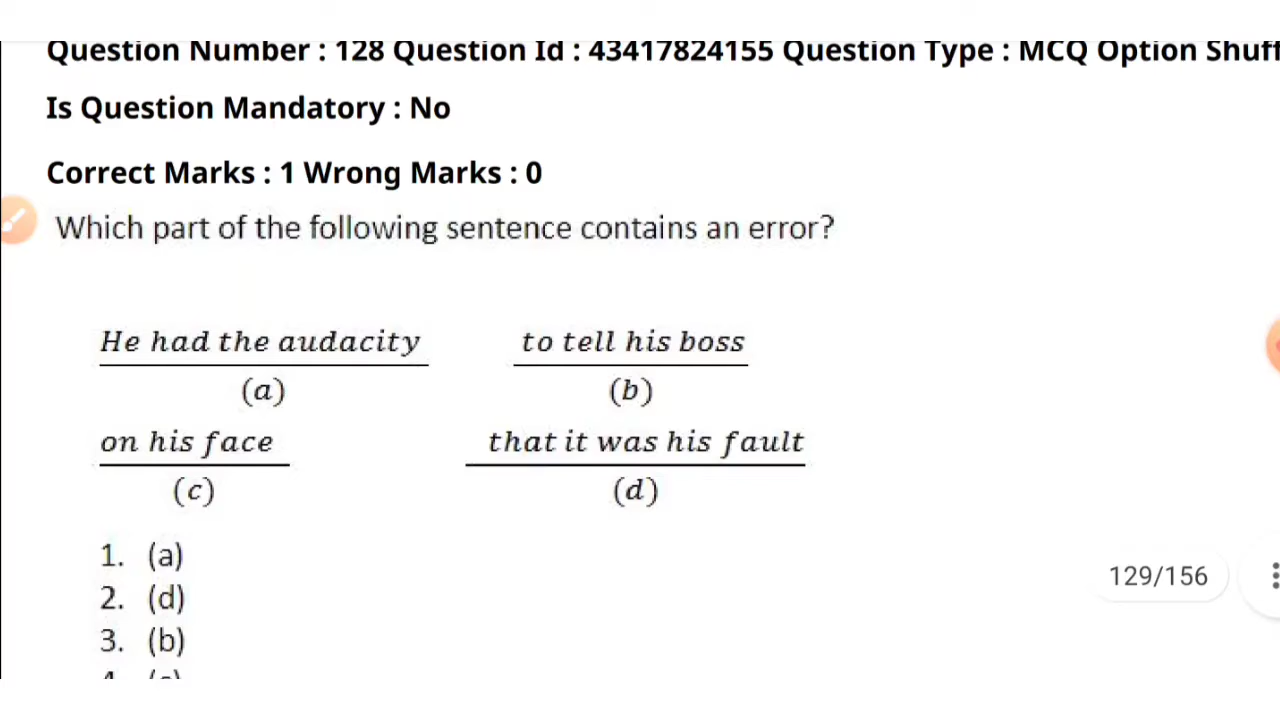 Question Number : 128 Question Id : 43417824155 Question Type : MCQ Option Shuff
Is Question Mandatory : No
Correct Marks : 1 Wrong Marks : 0
Which part of the following sentence contains an error?
He had the audacity to tell his boss
(a) (b)
on his face that it was his fault
(c) (d)
1. (a)
2. (d)
129/156
3. (b)